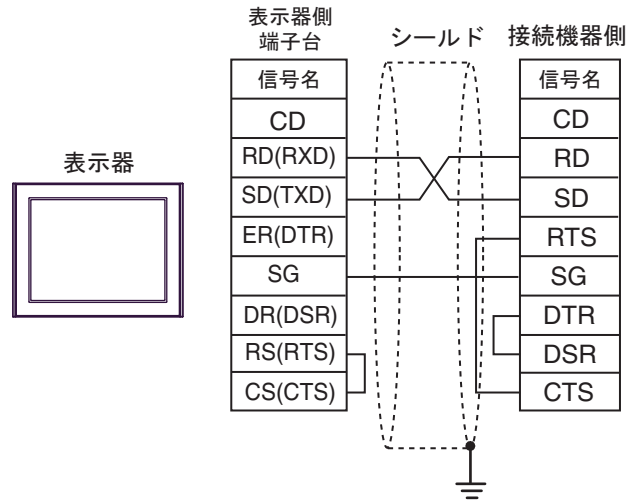 表示器側
端子台
シールド
接続機器側
表示器
信号名
CD
RD(RXD)
SD(TXD)
ER(DTR)
SG
DR(DSR)
RS(RTS)
CS(CTS)
信号名
CD
RD
SD
RTS
SG
DTR
DSR
CTS